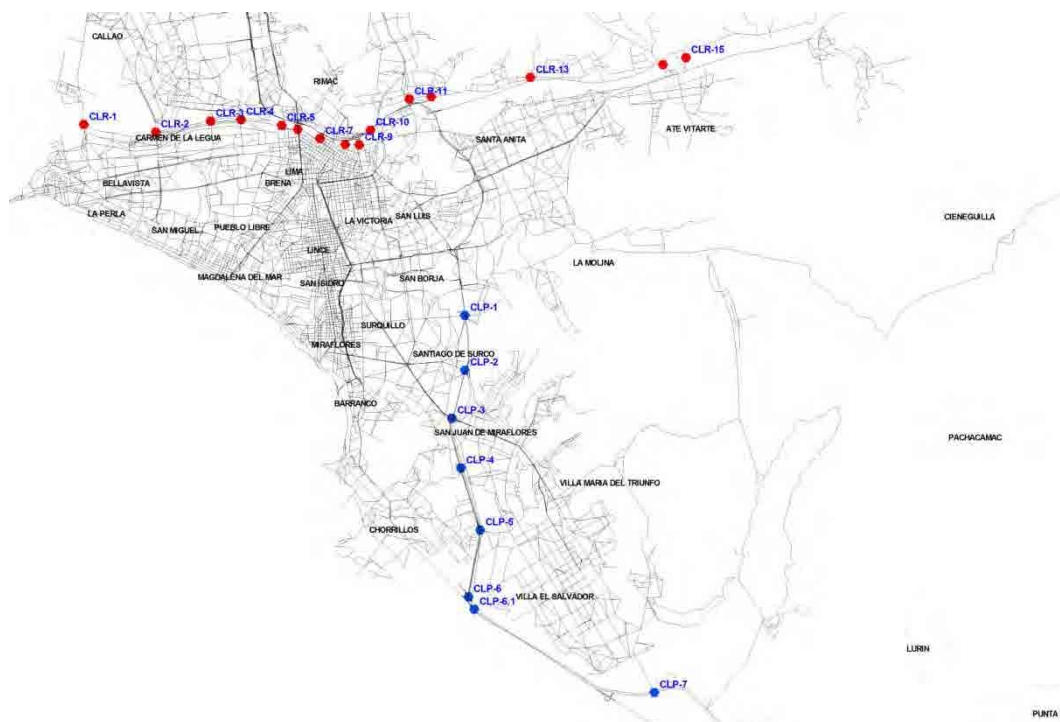 CALLAO
CLR-15
CLR-13
RIMAC
CLR-11
CLR-1
CLR-2
CLR-3
CLR-4
CLR-5
CLR-10
ATE VITARTE
CARMEN DE LA LEGUA
CLR-7
CLR-9
SANTA ANITA
LIMA
BELLAVISTA
BREÑA
LA PERLA
SAN MIGUEL
PUEBLO LIBRE
LA VICTORIA
SAN LUIS
CIENEGUILLA
LINCE
LA MOLINA
MAGDALENA DEL MAR
SAN ISIDRO
SAN BORJA
CLP-1
SURQUILLO
MIRAFLORES
SANTIAGO DE SURCO
CLP-2
BARRANCO
CLP-3
SAN JUAN DE MIRAFLORES
PACHACAMAC
CLP-4
VILLA MARIA DEL TRIUNFO
CHORRILLOS
CLP-5
CLP-6
VILLA EL SALVADOR
CLP-6.1
LURIN
CLP-7
PUNTA